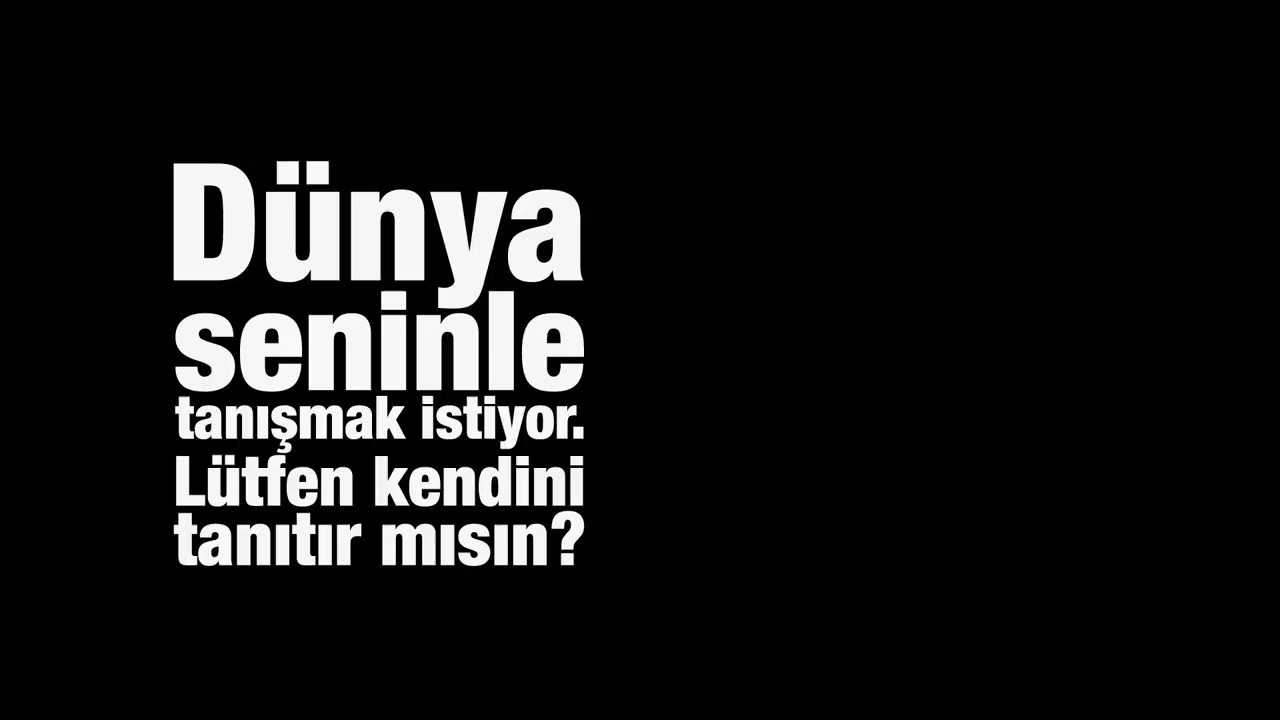 Dünya
seninle
tanışmak istiyor.
Lütfen kendini
tanıtır mısın?